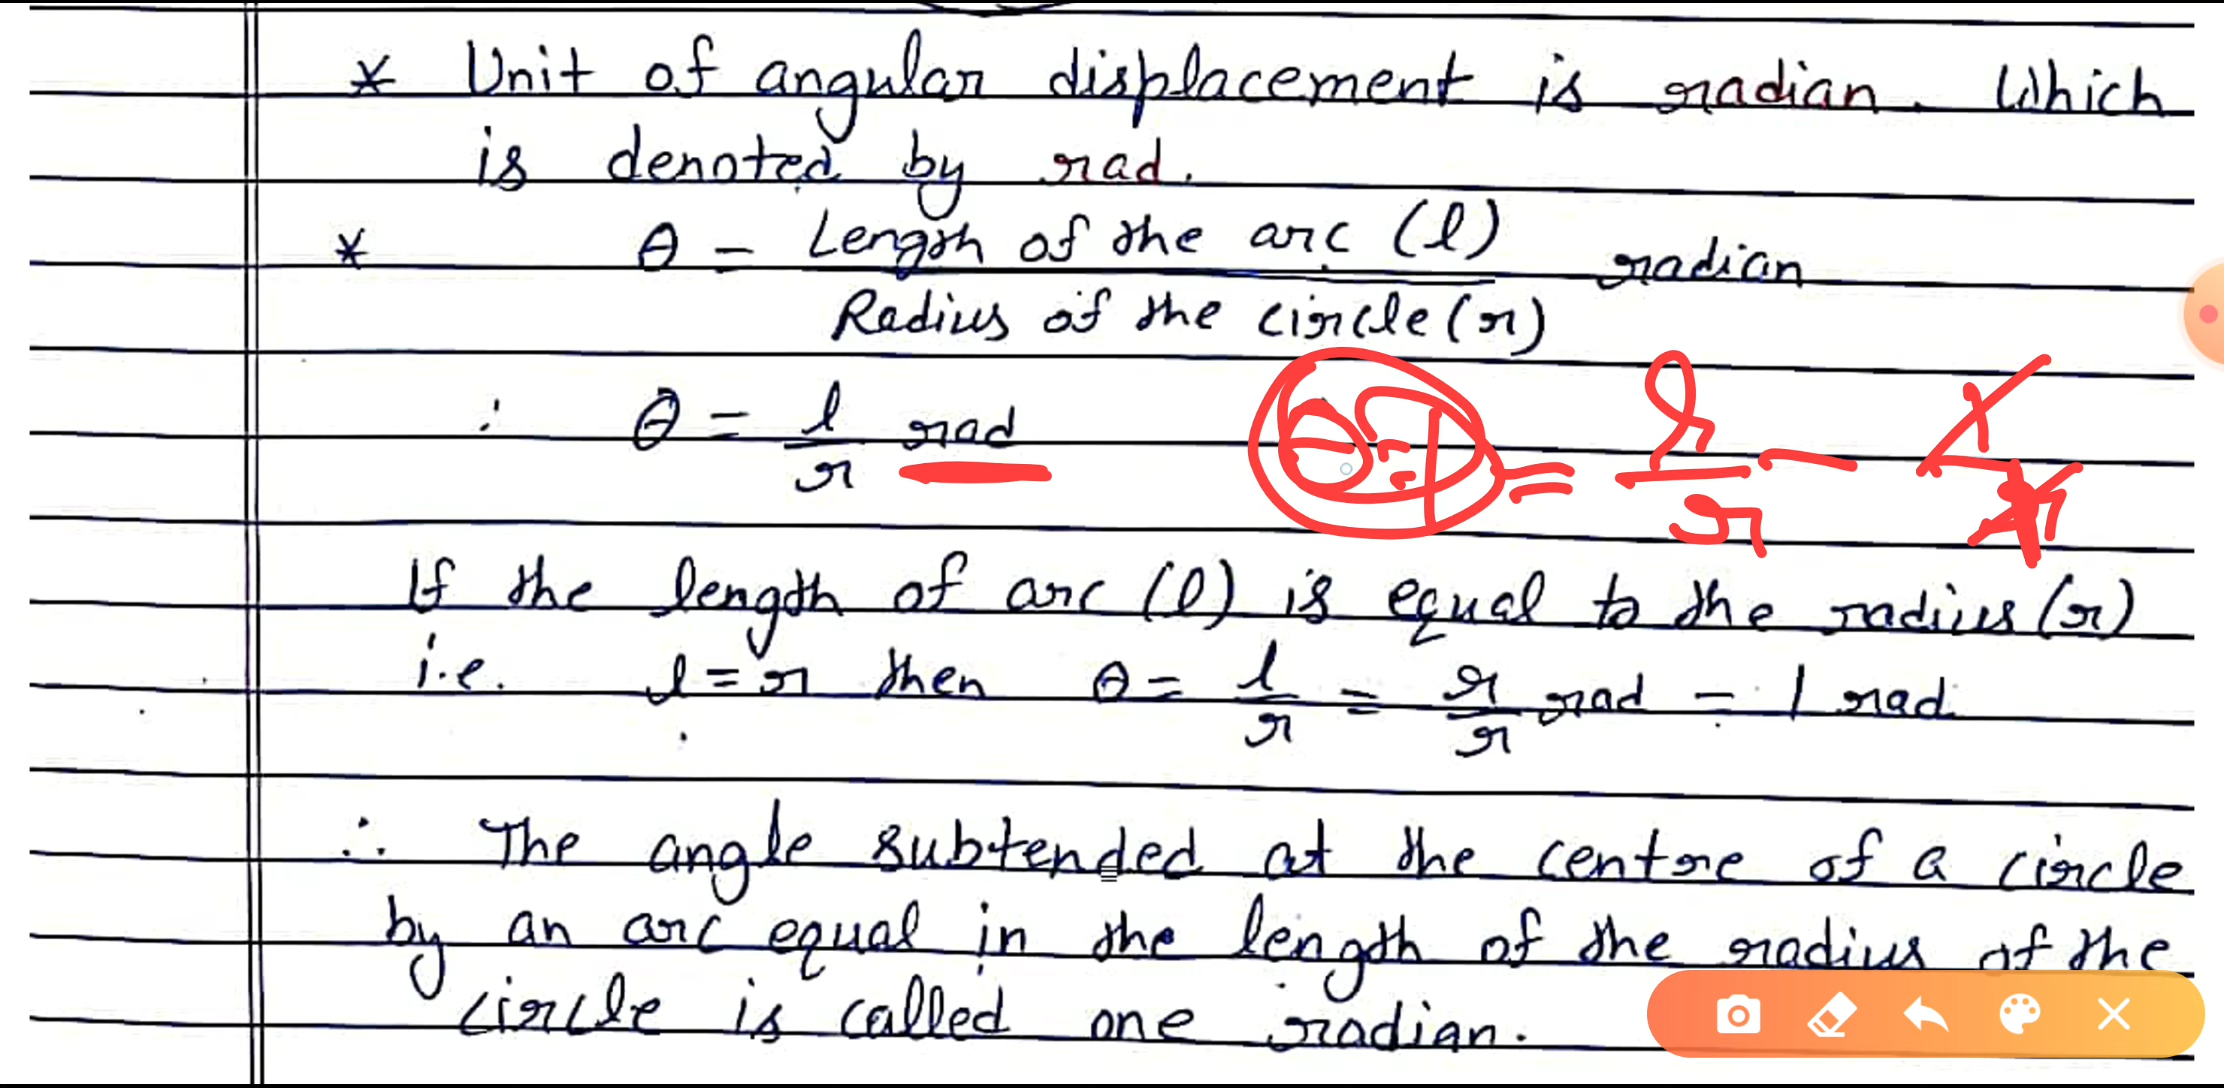 * Unit of angular displacement is radian. Which
is denoted by rad.
* θ = Length of the arc (l) / Radius of the circle (r) radian
∴ θ = l/r rad
θ = 1 = l/r = r/r
If the length of arc (l) is equal to the radius (r)
i.e. l = r then θ = l/r = r/r rad = 1 rad
∴ The angle subtended at the centre of a circle
by an arc equal in the length of the radius of the
circle is called one radian.